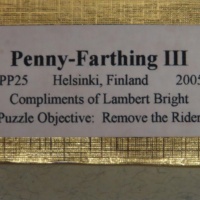 Penny-Farthing III
PP25 Helsinki, Finland 2005
Compliments of Lambert Bright
Puzzle Objective: Remove the Rider